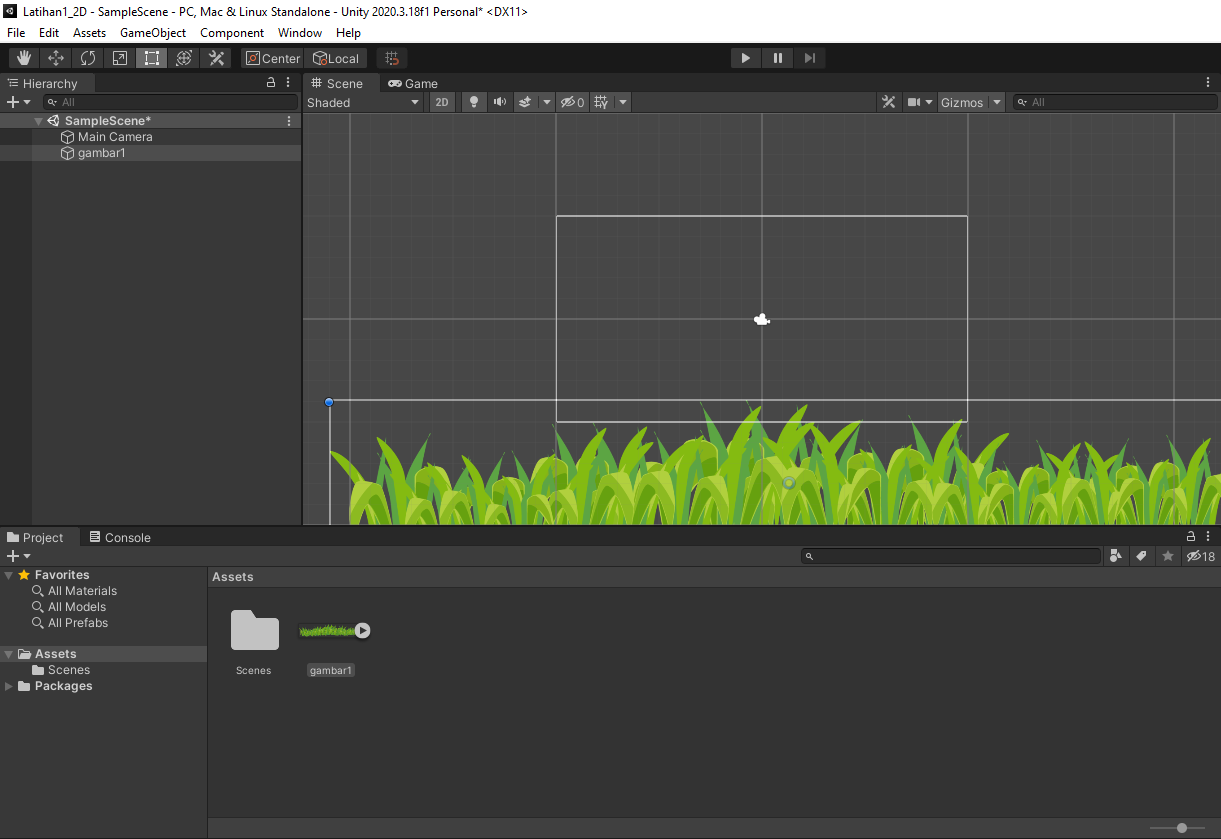 Latihan1_2D - SampleScene - PC, Mac & Linux Standalone - Unity 2020.3.18f1 Personal* <DX11>
File Edit Assets GameObject Component Window Help
Center Local
Hierarchy
All
SampleScene*
Main Camera
gambar1
Scene Game
Shaded 2D 0 Gizmos All
Project Console
18
Favorites
All Materials
All Models
All Prefabs
Assets
Scenes
Packages
Assets
Scenes gambar1